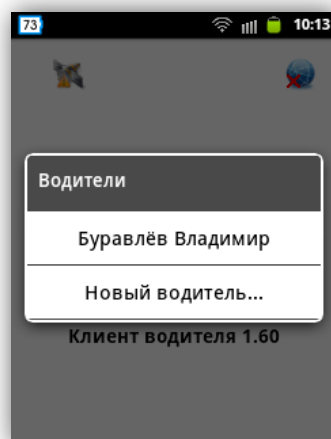 73
10:13
Водители
Буравлёв Владимир
Новый водитель...
Клиент водителя 1.60